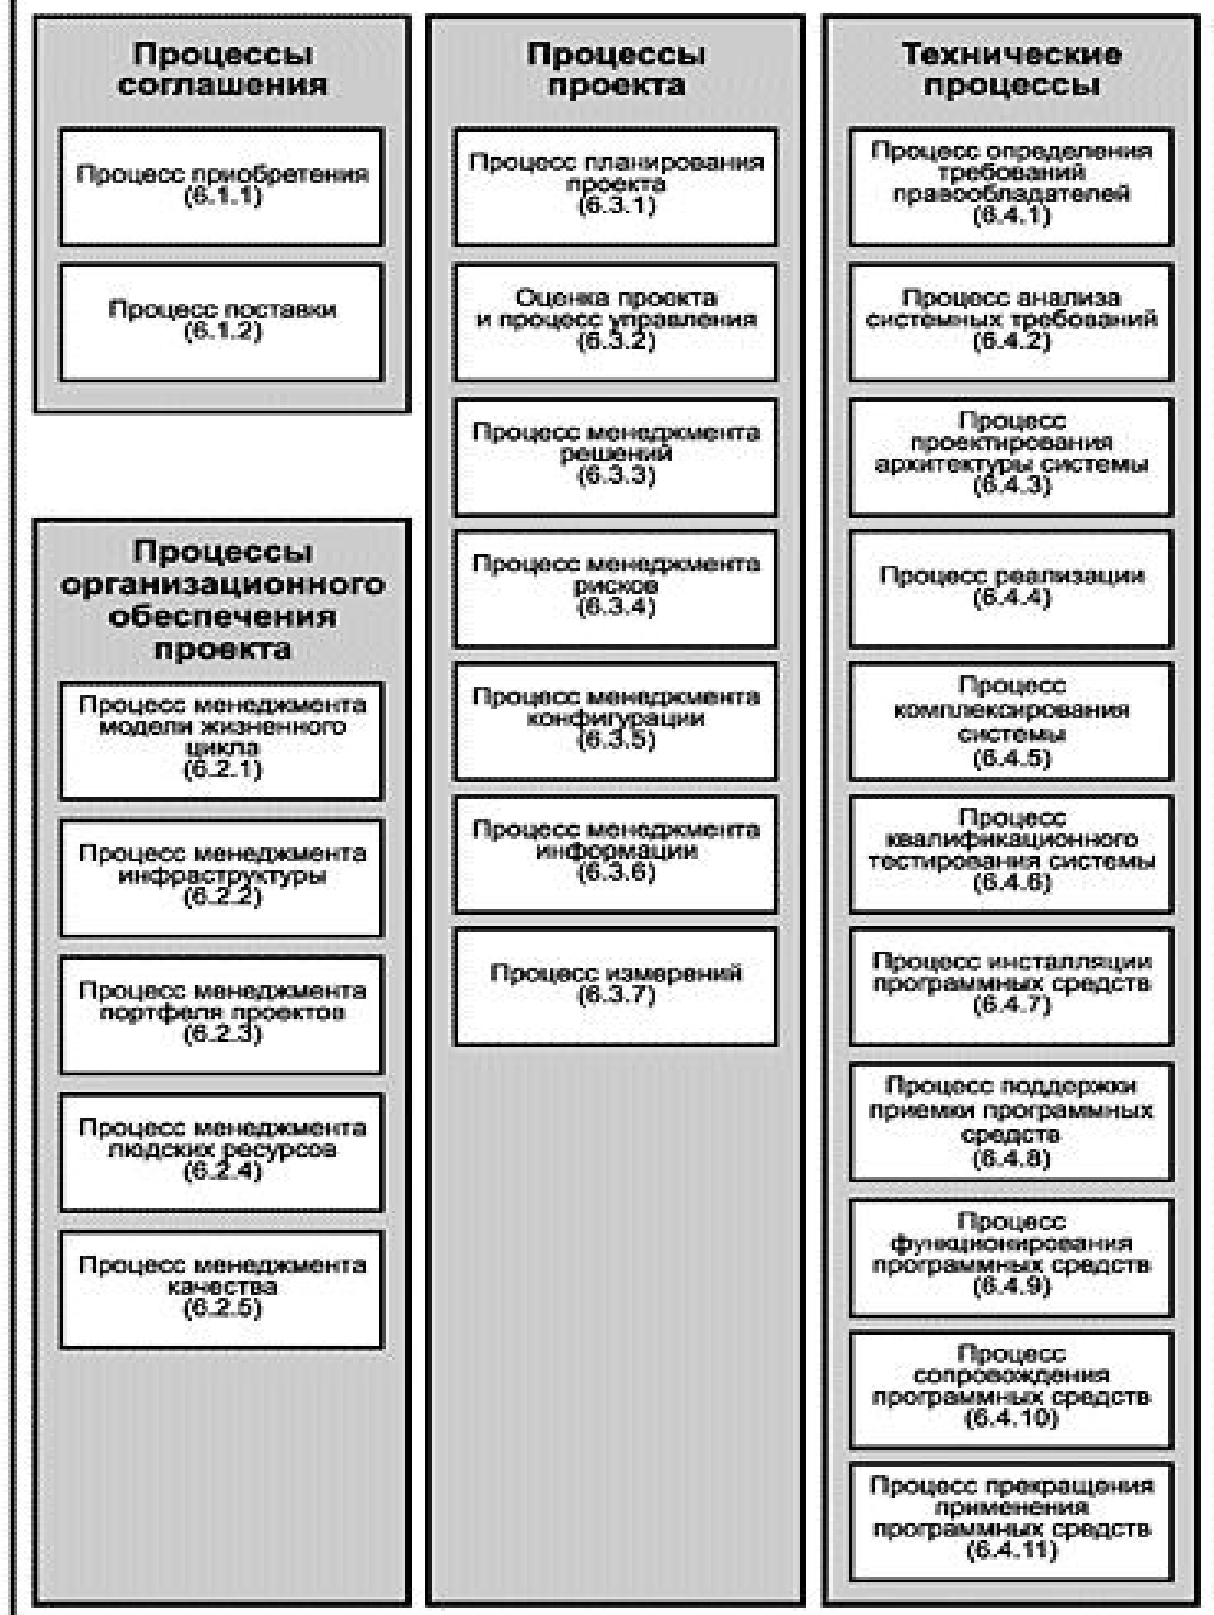 Процессы
соглашения
Процесс приобретения
(6.1.1)
Процесс поставки
(6.1.2)
Процессы
организационного
обеспечения
проекта
Процесс менеджмента
модели жизненного
цикла
(6.2.1)
Процесс менеджмента
инфраструктуры
(6.2.2)
Процесс менеджмента
портфеля проектов
(6.2.3)
Процесс менеджмента
людских ресурсов
(6.2.4)
Процесс менеджмента
качества
(6.2.5)
Процессы
проекта
Процесс планирования
проекта
(6.3.1)
Оценка проекта
и процесс управления
(6.3.2)
Процесс менеджмента
решений
(6.3.3)
Процесс менеджмента
рисков
(6.3.4)
Процесс менеджмента
конфигурации
(6.3.5)
Процесс менеджмента
информации
(6.3.6)
Процесс измерений
(6.3.7)
Технические
процессы
Процесс определения
требований
правообладателей
(6.4.1)
Процесс анализа
системных требований
(6.4.2)
Процесс
проектирования
архитектуры системы
(6.4.3)
Процесс реализации
(6.4.4)
Процесс
комплексирования
системы
(6.4.5)
Процесс
квалификационного
тестирования системы
(6.4.6)
Процесс инсталляции
программных средств
(6.4.7)
Процесс поддержки
приемки программных
средств
(6.4.8)
Процесс
функционирования
программных средств
(6.4.9)
Процесс
сопровождения
программных средств
(6.4.10)
Процесс прекращения
применения
программных средств
(6.4.11)